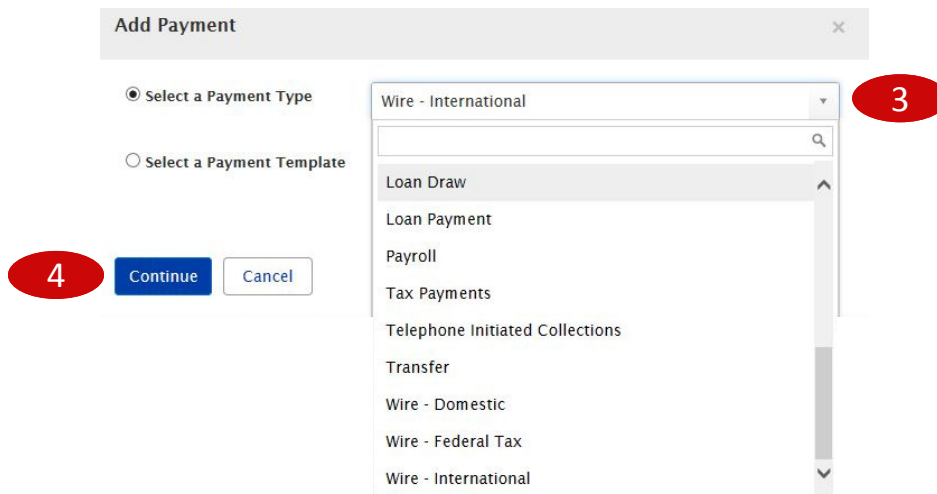 Add Payment
×
Select a Payment Type
Wire - International
3
Select a Payment Template
Loan Draw
Loan Payment
Payroll
Tax Payments
Telephone Initiated Collections
Transfer
Wire - Domestic
Wire - Federal Tax
Wire - International
4
Continue
Cancel